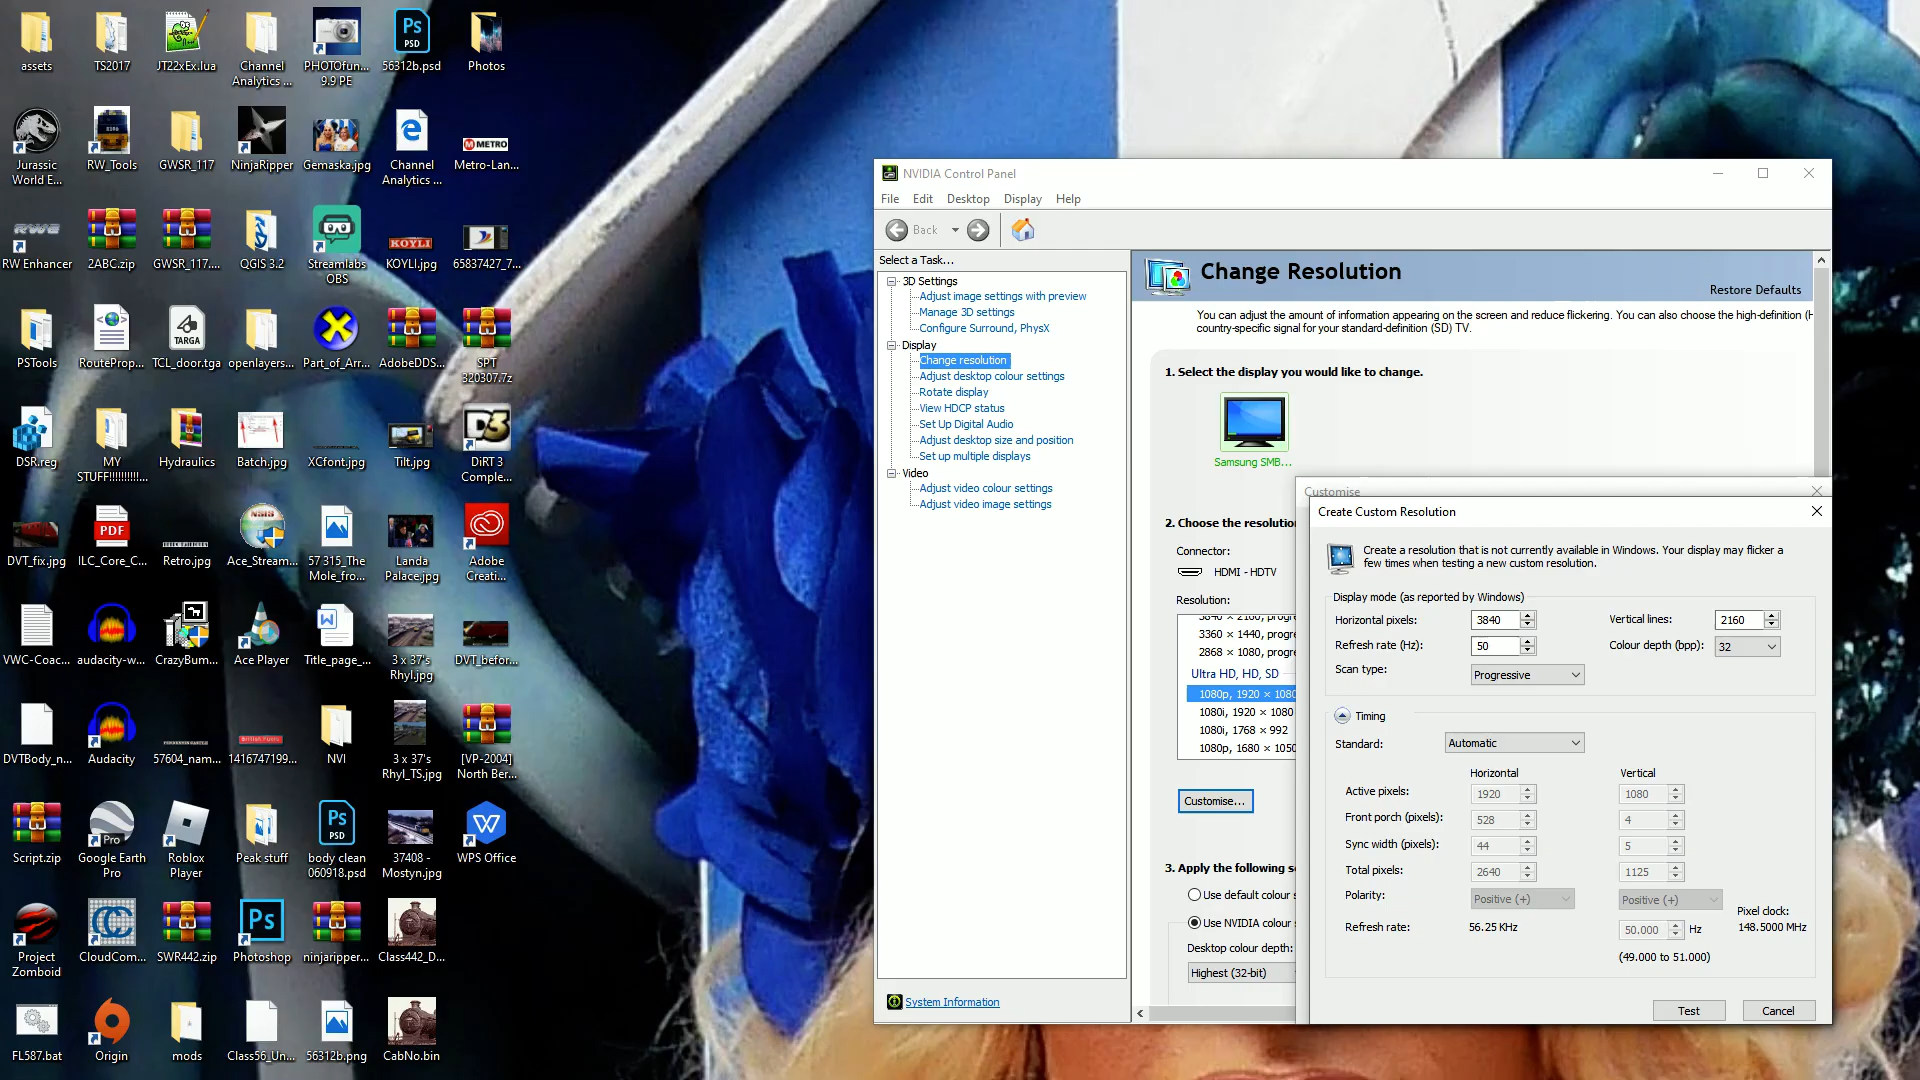 assets
TS2017
JT22xEx.lua
Channel
Analytics ...
PHOTOfun...
9.9 PE
56312b.psd
Photos
Jurassic
World E...
RW_Tools
GWSR_117
NinjaRipper
Gemaska.jpg
Channel
Analytics ...
Metro-Lan...
RW Enhancer
2ABC.zip
GWSR_117....
QGIS 3.2
Streamlabs
OBS
KOYLI.jpg
65837427_7...
PSTools
RouteProp...
TCL_door.tga
openlayers...
Part_of_Arr...
AdobeDDS...
SPT
320307.7z
DSR.reg
MY
STUFF!!!!!!!!!!...
Hydraulics
Batch.jpg
XCfont.jpg
Tilt.jpg
DiRT 3
Comple...
DVT_fix.jpg
ILC_Core_C...
Retro.jpg
Ace_Stream...
57 315_The
Mole_fro...
Landa
Palace.jpg
Adobe
Creati...
VWC-Coac...
audacity-w...
CrazyBum...
Ace Player
Title_page_...
3 x 37's
Rhyl.jpg
DVT_befor...
DVTBody_n...
Audacity
57604_nam...
1416747199...
NVI
3 x 37's
Rhyl_TS.jpg
[VP-2004]
North Ber...
Script.zip
Google Earth
Pro
Roblox
Player
Peak stuff
body clean
060918.psd
37408 -
Mostyn.jpg
WPS Office
Project
Zomboid
CloudCom...
SWR442.zip
Photoshop
ninjaripper...
Class442_D...
FL587.bat
Origin
mods
Class56_Un...
56312b.png
CabNo.bin
NVIDIA Control Panel
File Edit Desktop Display Help
Back
Select a Task...
3D Settings
Adjust image settings with preview
Manage 3D settings
Configure Surround, PhysX
Display
Change resolution
Adjust desktop colour settings
Rotate display
View HDCP status
Set Up Digital Audio
Adjust desktop size and position
Set up multiple displays
Video
Adjust video colour settings
Adjust video image settings
System Information
Change Resolution
Restore Defaults
You can adjust the amount of information appearing on the screen and reduce flickering. You can also choose the high-definition (H
country-specific signal for your standard-definition (SD) TV.
1. Select the display you would like to change.
Samsung SMB...
2. Choose the resolution
Connector:
HDMI - HDTV
Resolution:
3840 × 2160, progre
3360 × 1440, progre
2868 × 1080, progre
Ultra HD, HD, SD
1080p, 1920 × 1080
1080i, 1920 × 1080
1080i, 1768 × 992
1080p, 1680 × 1050
Customise...
3. Apply the following s
Use default colour s
Use NVIDIA colour s
Desktop colour depth:
Highest (32-bit)
Customise
Create Custom Resolution
Create a resolution that is not currently available in Windows. Your display may flicker a
few times when testing a new custom resolution.
Display mode (as reported by Windows)
Horizontal pixels: 3840 Vertical lines: 2160
Refresh rate (Hz): 50 Colour depth (bpp): 32
Scan type: Progressive
Timing
Standard: Automatic
Horizontal Vertical
Active pixels: 1920 1080
Front porch (pixels): 528 4
Sync width (pixels): 44 5
Total pixels: 2640 1125
Polarity: Positive (+) Positive (+)
Pixel clock:
Refresh rate: 56.25 KHz 50.000 Hz 148.5000 MHz
(49.000 to 51.000)
Test Cancel